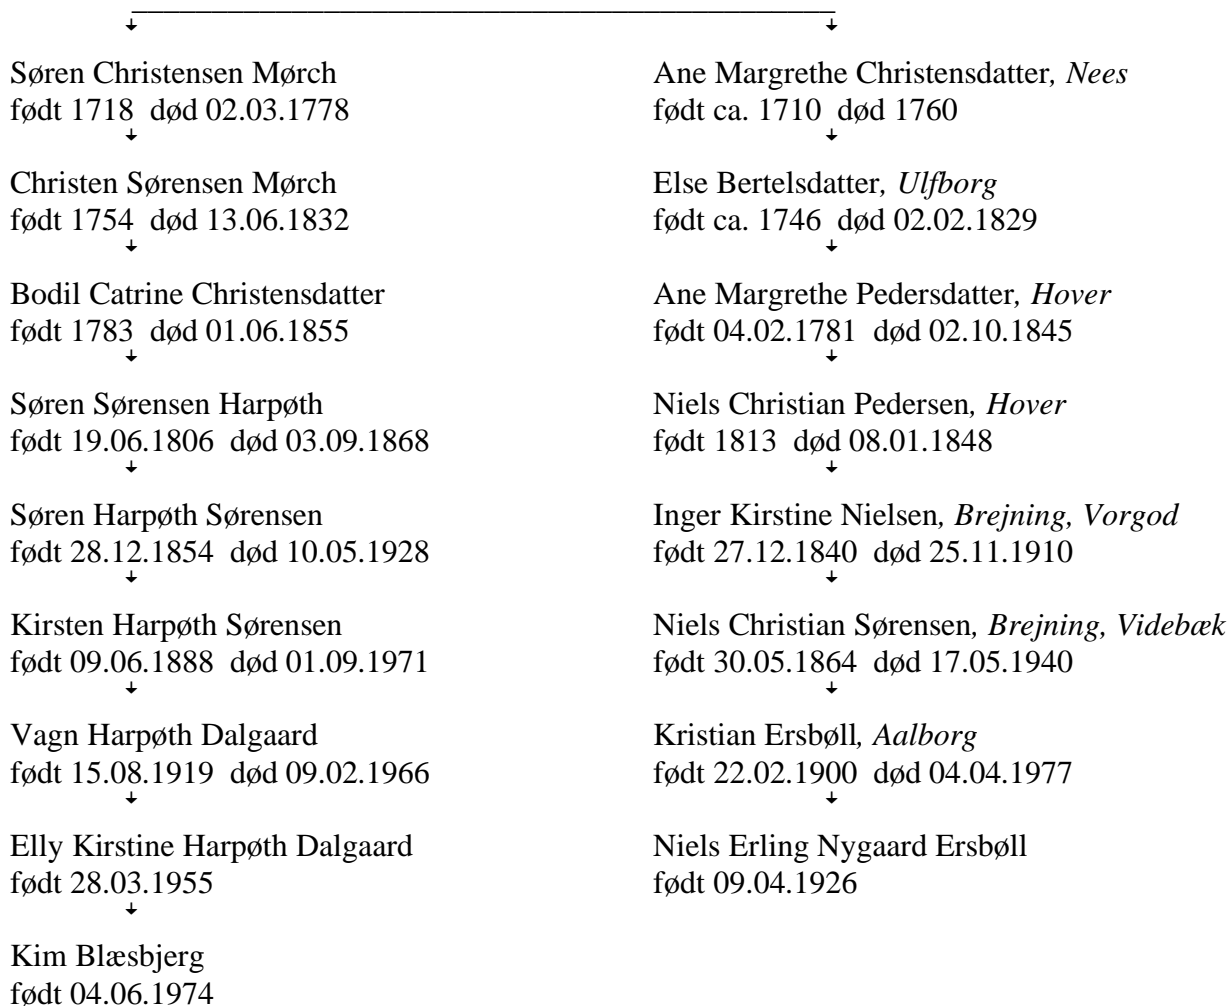 Søren Christensen Mørch
født 1718  død 02.03.1778
Ane Margrethe Christensdatter, Nees
født ca. 1710  død 1760
Christen Sørensen Mørch
født 1754  død 13.06.1832
Else Bertelsdatter, Ulfborg
født ca. 1746  død 02.02.1829
Bodil Catrine Christensdatter
født 1783  død 01.06.1855
Ane Margrethe Pedersdatter, Hover
født 04.02.1781  død 02.10.1845
Søren Sørensen Harpøth
født 19.06.1806  død 03.09.1868
Niels Christian Pedersen, Hover
født 1813  død 08.01.1848
Søren Harpøth Sørensen
født 28.12.1854  død 10.05.1928
Inger Kirstine Nielsen, Brejning, Vorgod
født 27.12.1840  død 25.11.1910
Kirsten Harpøth Sørensen
født 09.06.1888  død 01.09.1971
Niels Christian Sørensen, Brejning, Videbæk
født 30.05.1864  død 17.05.1940
Vagn Harpøth Dalgaard
født 15.08.1919  død 09.02.1966
Kristian Ersbøll, Aalborg
født 22.02.1900  død 04.04.1977
Elly Kirstine Harpøth Dalgaard
født 28.03.1955
Niels Erling Nygaard Ersbøll
født 09.04.1926
Kim Blæsbjerg
født 04.06.1974